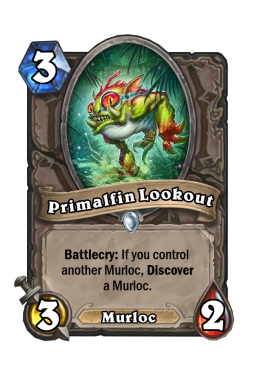 3
Primalfin Lookout
Battlecry: If you control
another Murloc, Discover
a Murloc.
3
Murloc
2